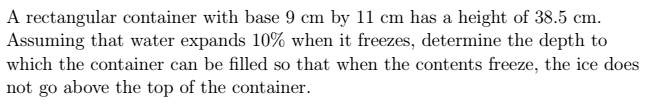 A rectangular container with base 9 cm by 11 cm has a height of 38.5 cm.
Assuming that water expands 10% when it freezes, determine the depth to
which the container can be filled so that when the contents freeze, the ice does
not go above the top of the container.